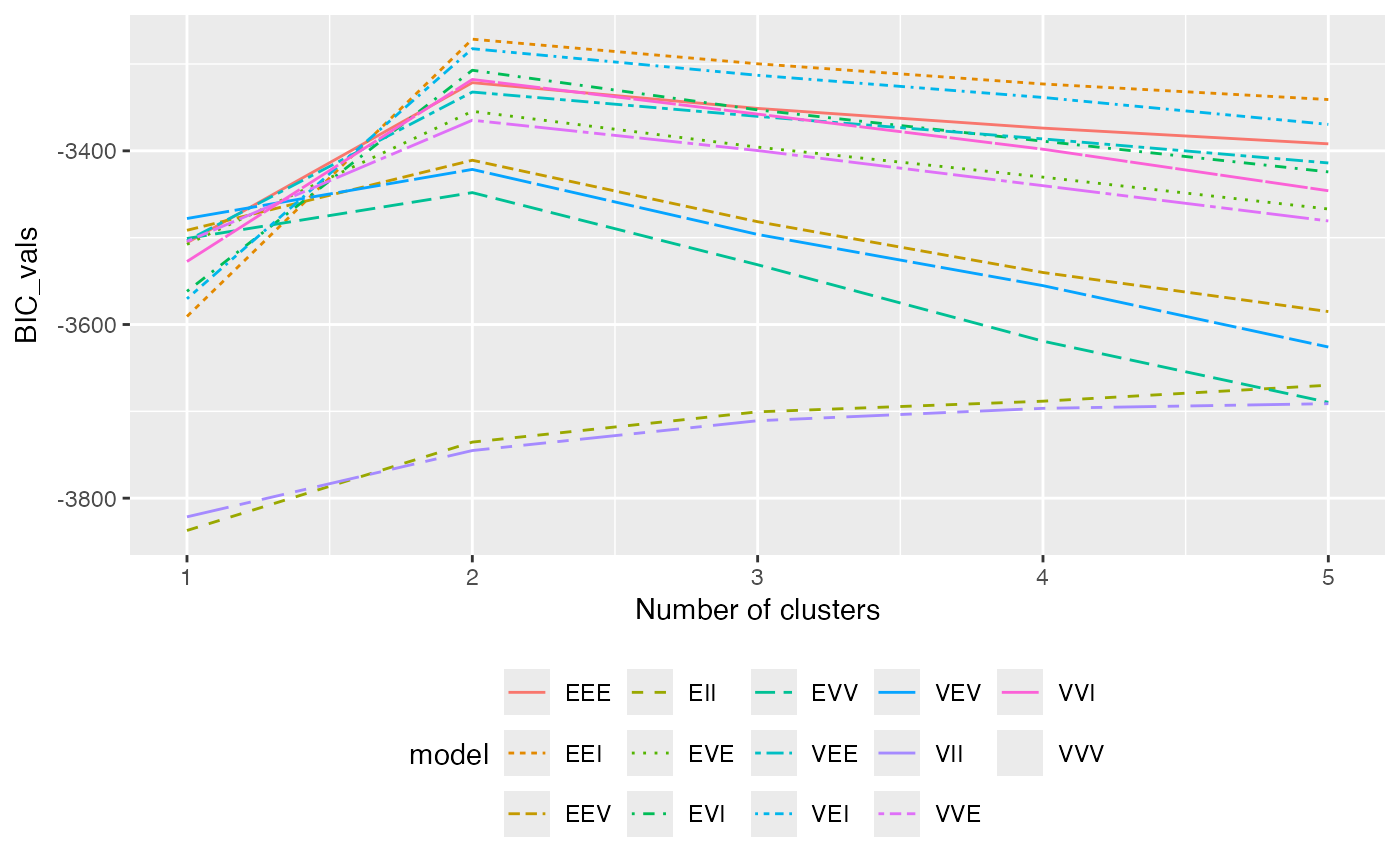 BIC_vals
-3400
-3600
-3800
1 2 3 4 5
Number of clusters
model
EEE EII EVV VEV VVI
EEI EVE VEE VII VVV
EEV EVI VEI VVE